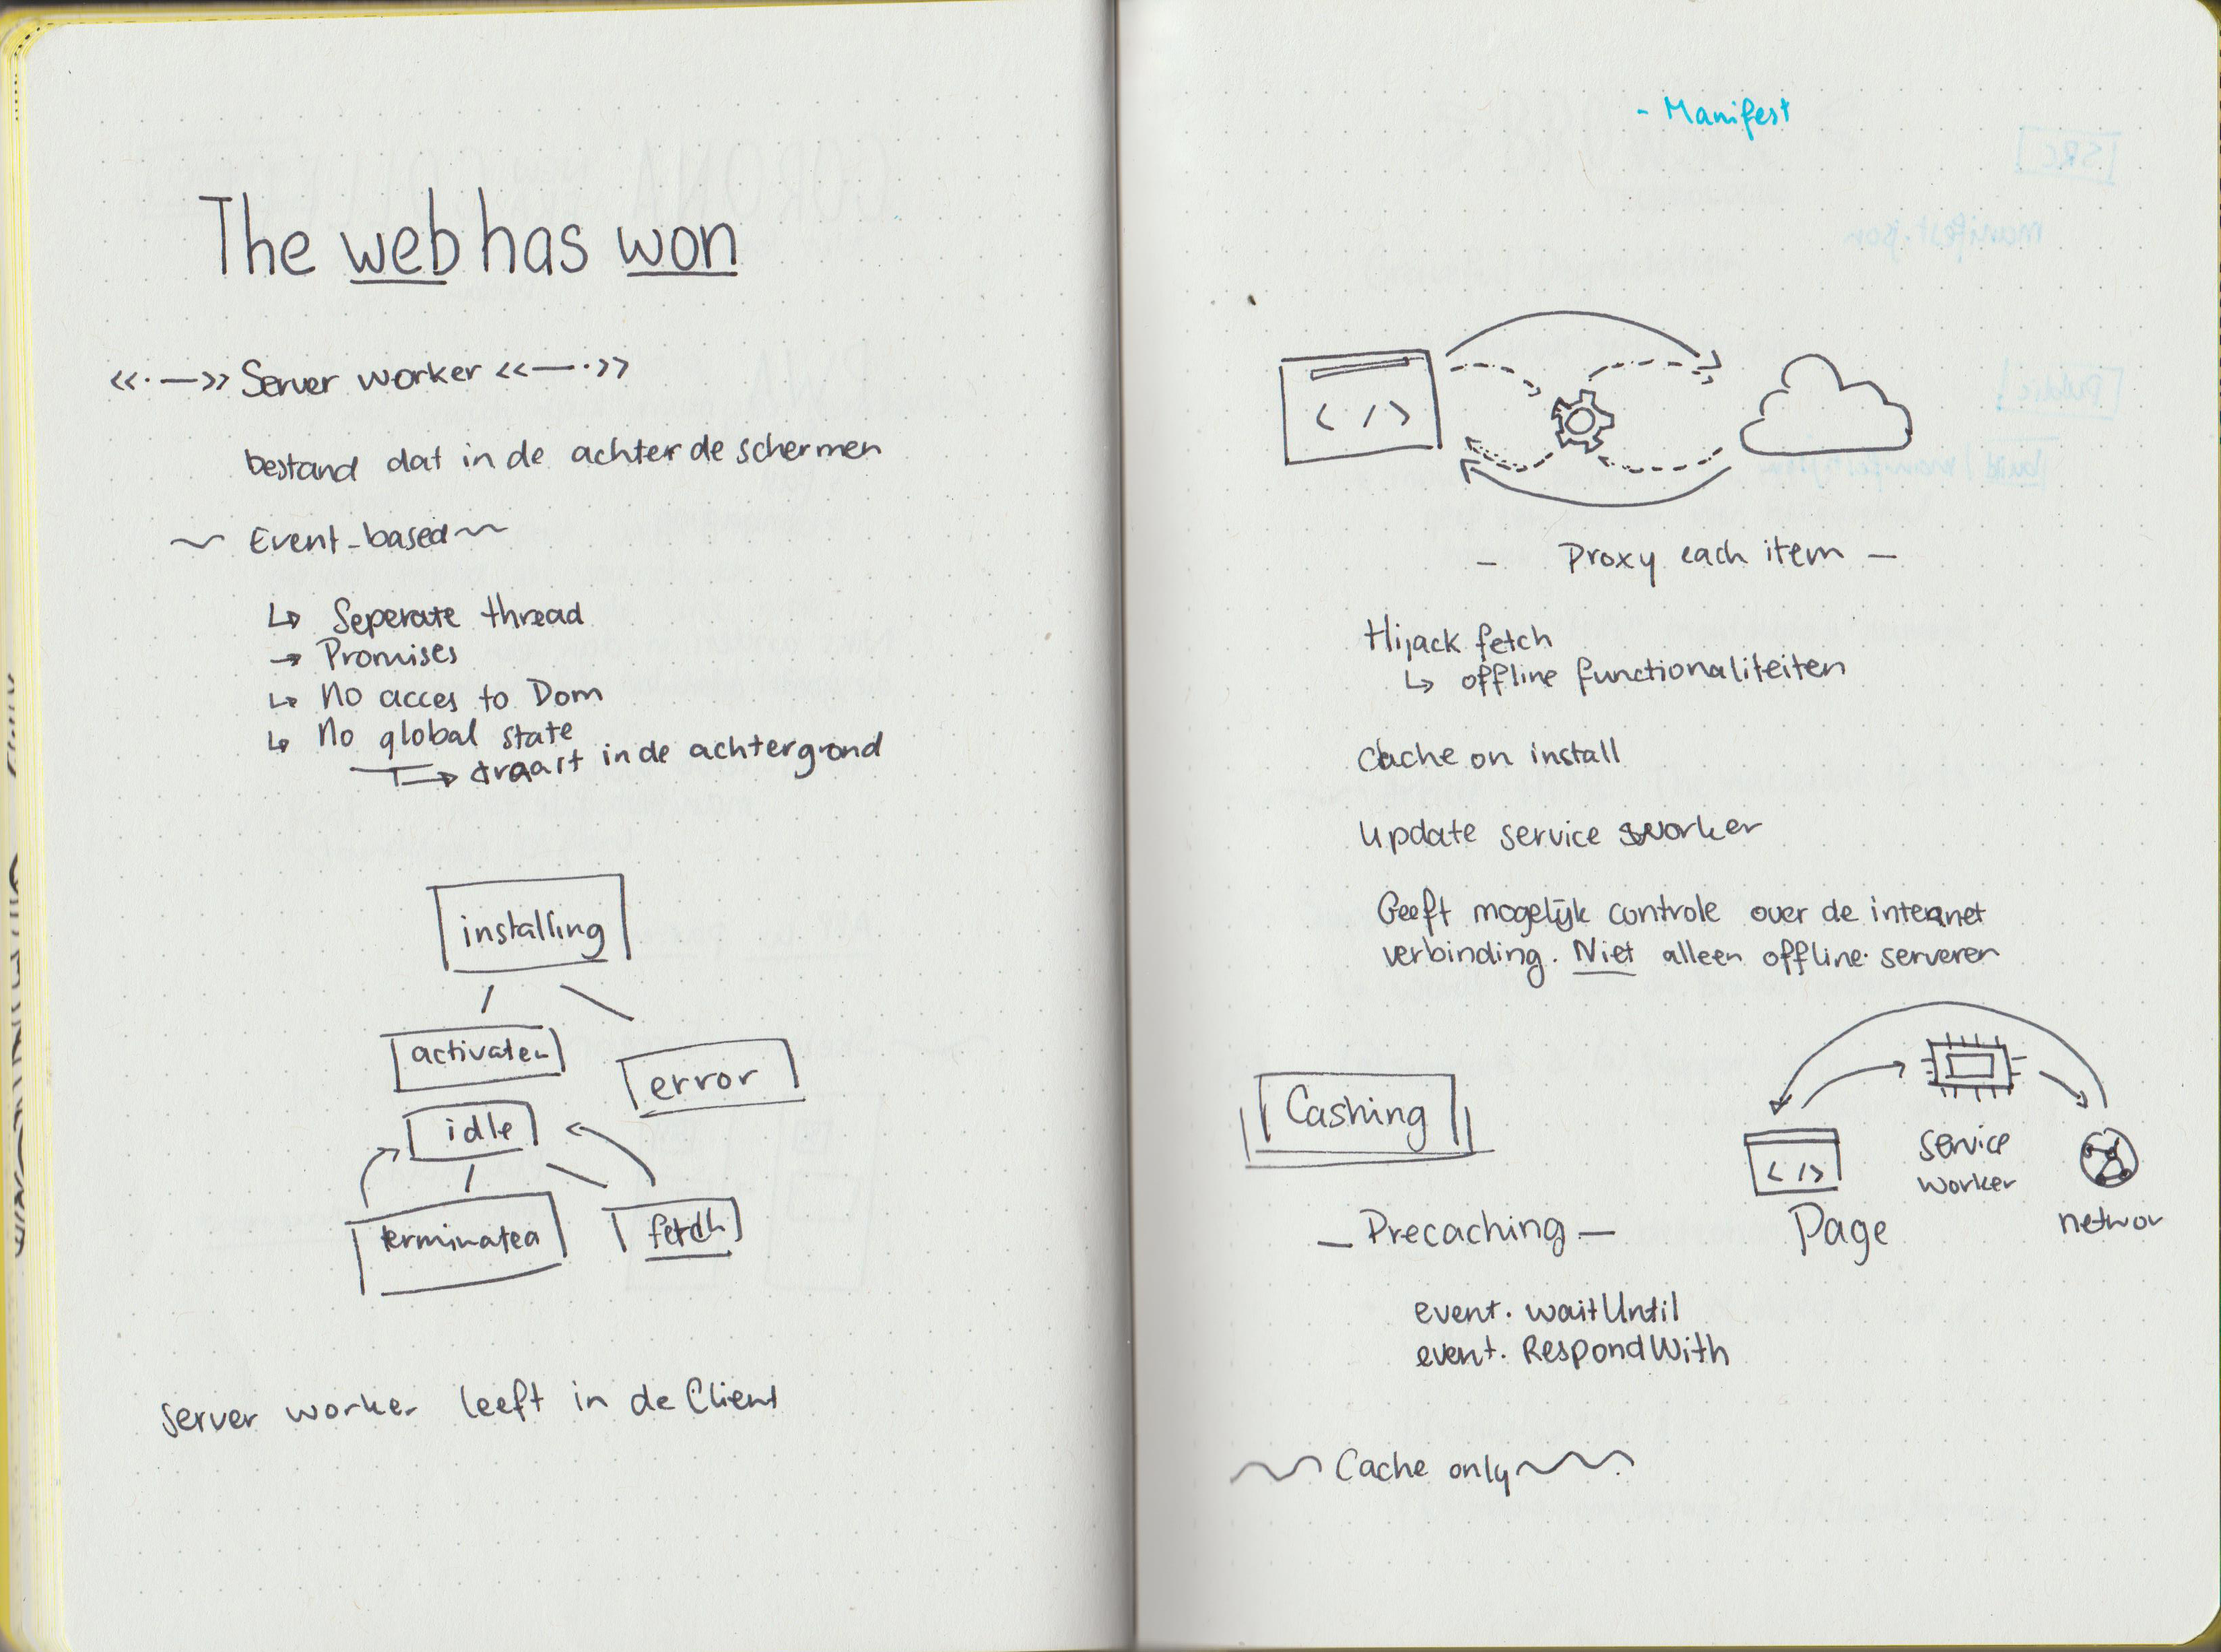 The web has won
Server worker
bestand dat in de achter de schermen
Event-based
Seperate thread
Promises
No acces to Dom
No global state
draait in de achtergrond
installing
activaten
error
idle
terminated
fetch
server worker leeft in de Client
- Manifest
< / >
- Proxy each item -
Hijack fetch
offline functionaliteiten
Cache on install
update service worker
Geeft mogelijk controle over de internet
verbinding. Niet alleen offline serveren
Cashing
< / >
Page
service
worker
networ
- Precaching -
event. waitUntil
event. RespondWith
Cache only